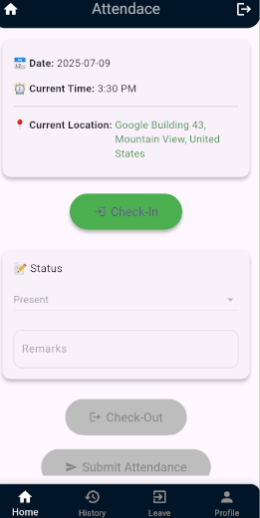 Attendace
Date: 2025-07-09
Current Time: 3:30 PM
Current Location: Google Building 43,
Mountain View, United
States
Check-In
Status
Present
Remarks
Check-Out
Submit Attendance
Home History Leave Profile